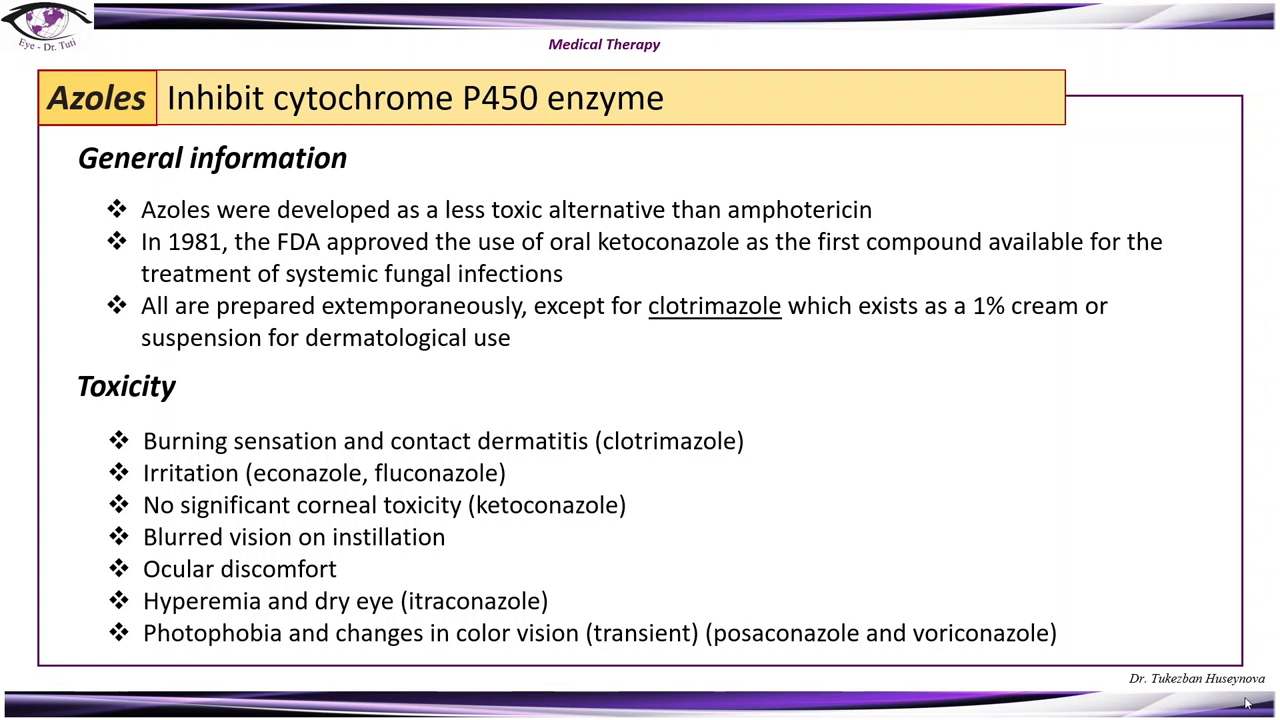 Eye - Dr. Tuti
Medical Therapy
Azoles Inhibit cytochrome P450 enzyme
General information
❖ Azoles were developed as a less toxic alternative than amphotericin
❖ In 1981, the FDA approved the use of oral ketoconazole as the first compound available for the
treatment of systemic fungal infections
❖ All are prepared extemporaneously, except for clotrimazole which exists as a 1% cream or
suspension for dermatological use
Toxicity
❖ Burning sensation and contact dermatitis (clotrimazole)
❖ Irritation (econazole, fluconazole)
❖ No significant corneal toxicity (ketoconazole)
❖ Blurred vision on instillation
❖ Ocular discomfort
❖ Hyperemia and dry eye (itraconazole)
❖ Photophobia and changes in color vision (transient) (posaconazole and voriconazole)
Dr. Tukezban Huseynova